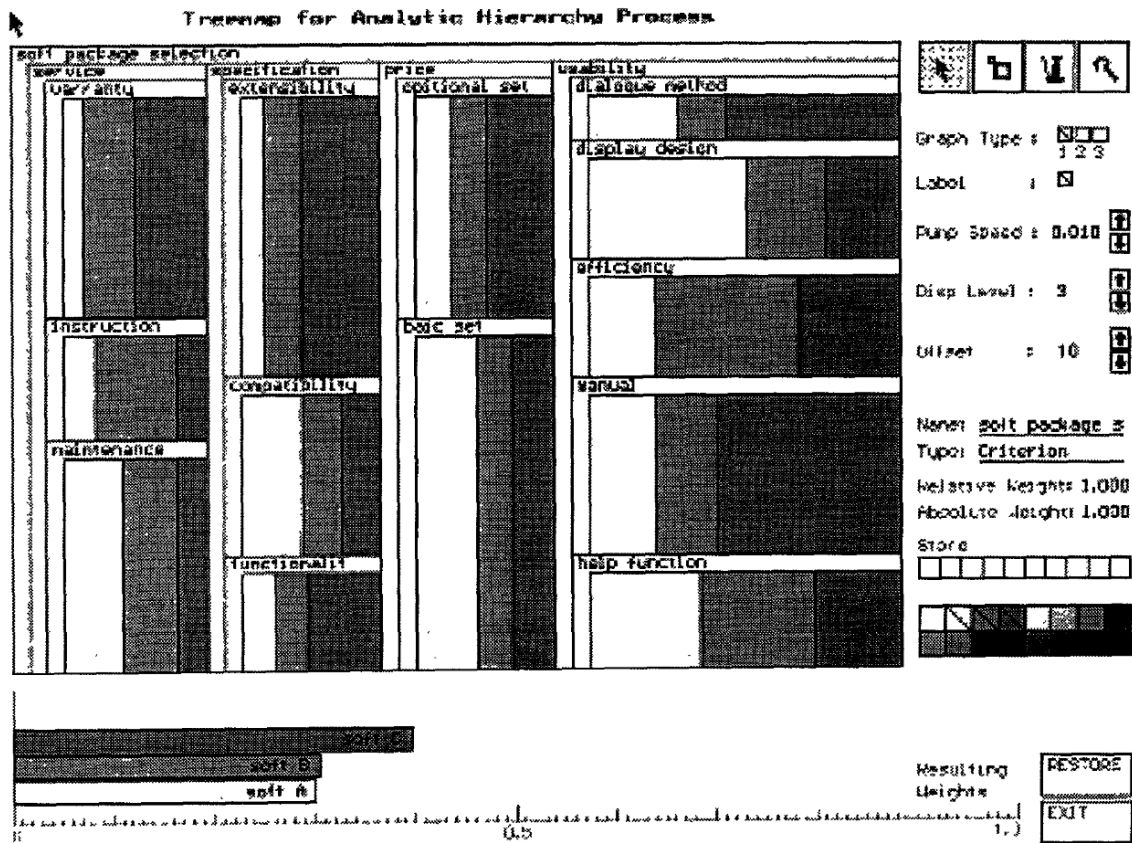 Treemap for Analytic Hierarchy Process
soft package selection
service
specification
price
usability
warranty
extensibility
optional set
dialogue method
display design
efficiency
instruction
basic set
compatibility
manual
maintenance
functionalit
help function
Graph Type :
1 2 3
Label :
Pump Speed : 0.010
Disp Level : 3
Offset : 10
Name: soft package s
Type: Criterion
Relative Weight: 1.000
Absolute Weight: 1.000
Store
soft C
soft B
soft A
0.5
Resulting
Weights
RESTORE
EXIT